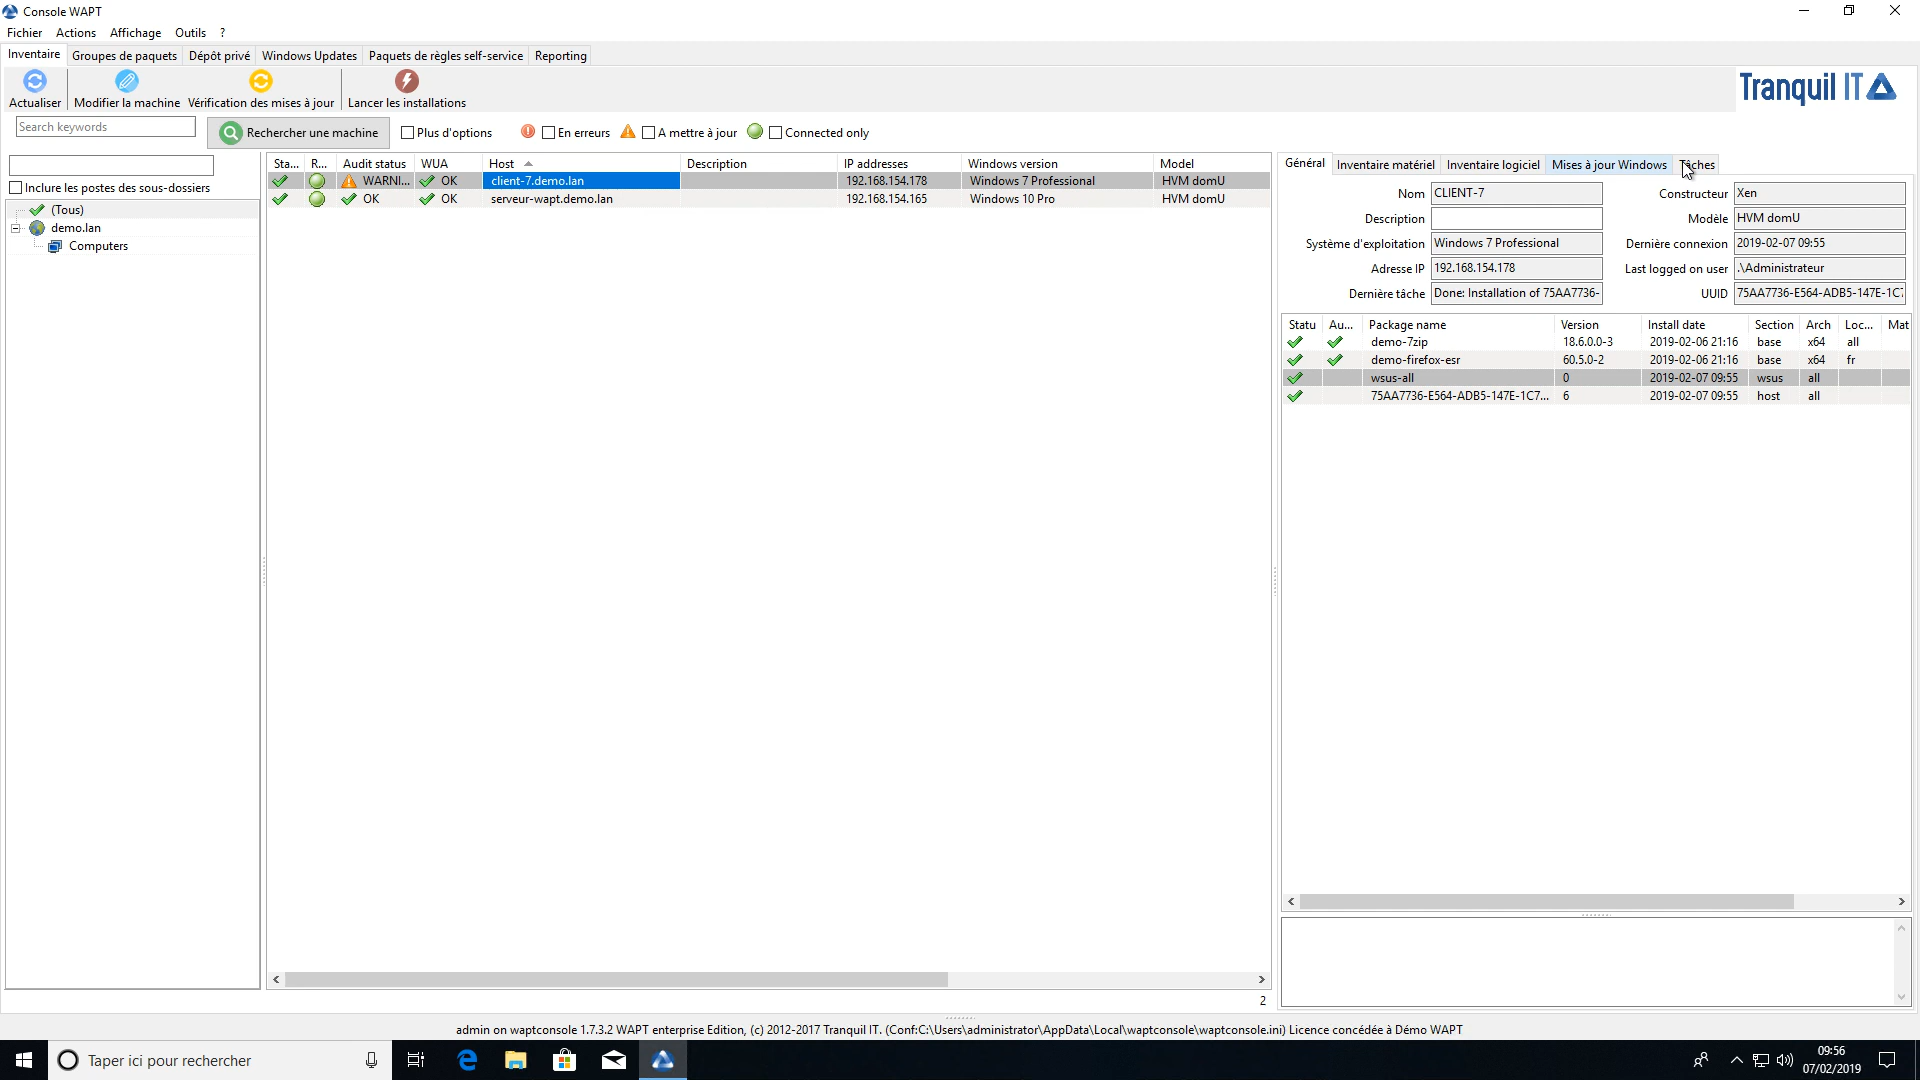 Console WAPT
Fichier Actions Affichage Outils ?
Inventaire Groupes de paquets Dépôt privé Windows Updates Paquets de règles self-service Reporting
Actualiser Modifier la machine Vérification des mises à jour Lancer les installations
Tranquil IT
Search keywords Rechercher une machine Plus d'options En erreurs A mettre à jour Connected only
Inclure les postes des sous-dossiers
(Tous)
demo.lan
Computers
Sta... R... Audit status WUA Host Description IP addresses Windows version Model
WARNI... OK client-7.demo.lan 192.168.154.178 Windows 7 Professional HVM domU
OK OK serveur-wapt.demo.lan 192.168.154.165 Windows 10 Pro HVM domU
2
Général Inventaire matériel Inventaire logiciel Mises à jour Windows Tâches
Nom CLIENT-7 Constructeur Xen
Description Modèle HVM domU
Système d'exploitation Windows 7 Professional Dernière connexion 2019-02-07 09:55
Adresse IP 192.168.154.178 Last logged on user .\Administrateur
Dernière tâche Done: Installation of 75AA7736- UUID 75AA7736-E564-ADB5-147E-1C7
Statu Au... Package name Version Install date Section Arch Loc... Mat
demo-7zip 18.6.0.0-3 2019-02-06 21:16 base x64 all
demo-firefox-esr 60.5.0-2 2019-02-06 21:16 base x64 fr
wsus-all 0 2019-02-07 09:55 wsus all
75AA7736-E564-ADB5-147E-1C7... 6 2019-02-07 09:55 host all
admin on waptconsole 1.7.3.2 WAPT enterprise Edition, (c) 2012-2017 Tranquil IT. (Conf:C:\Users\administrator\AppData\Local\waptconsole\waptconsole.ini) Licence concédée à Démo WAPT
Taper ici pour rechercher
09:56
07/02/2019